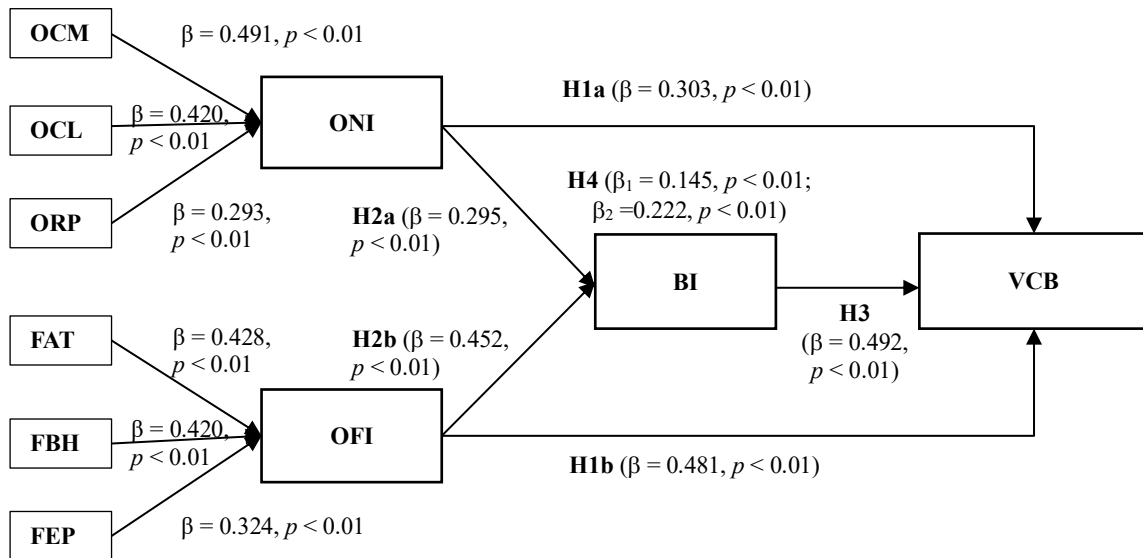 OCM
β = 0.491, p < 0.01
OCL
β = 0.420,
p < 0.01
ONI
H1a (β = 0.303, p < 0.01)
ORP
β = 0.293,
p < 0.01
H2a (β = 0.295,
p < 0.01)
H4 (β₁ = 0.145, p < 0.01;
β₂ =0.222, p < 0.01)
BI
VCB
H3
(β = 0.492,
p < 0.01)
FAT
β = 0.428,
p < 0.01
H2b (β = 0.452,
p < 0.01)
FBH
β = 0.420,
p < 0.01
OFI
H1b (β = 0.481, p < 0.01)
FEP
β = 0.324, p < 0.01